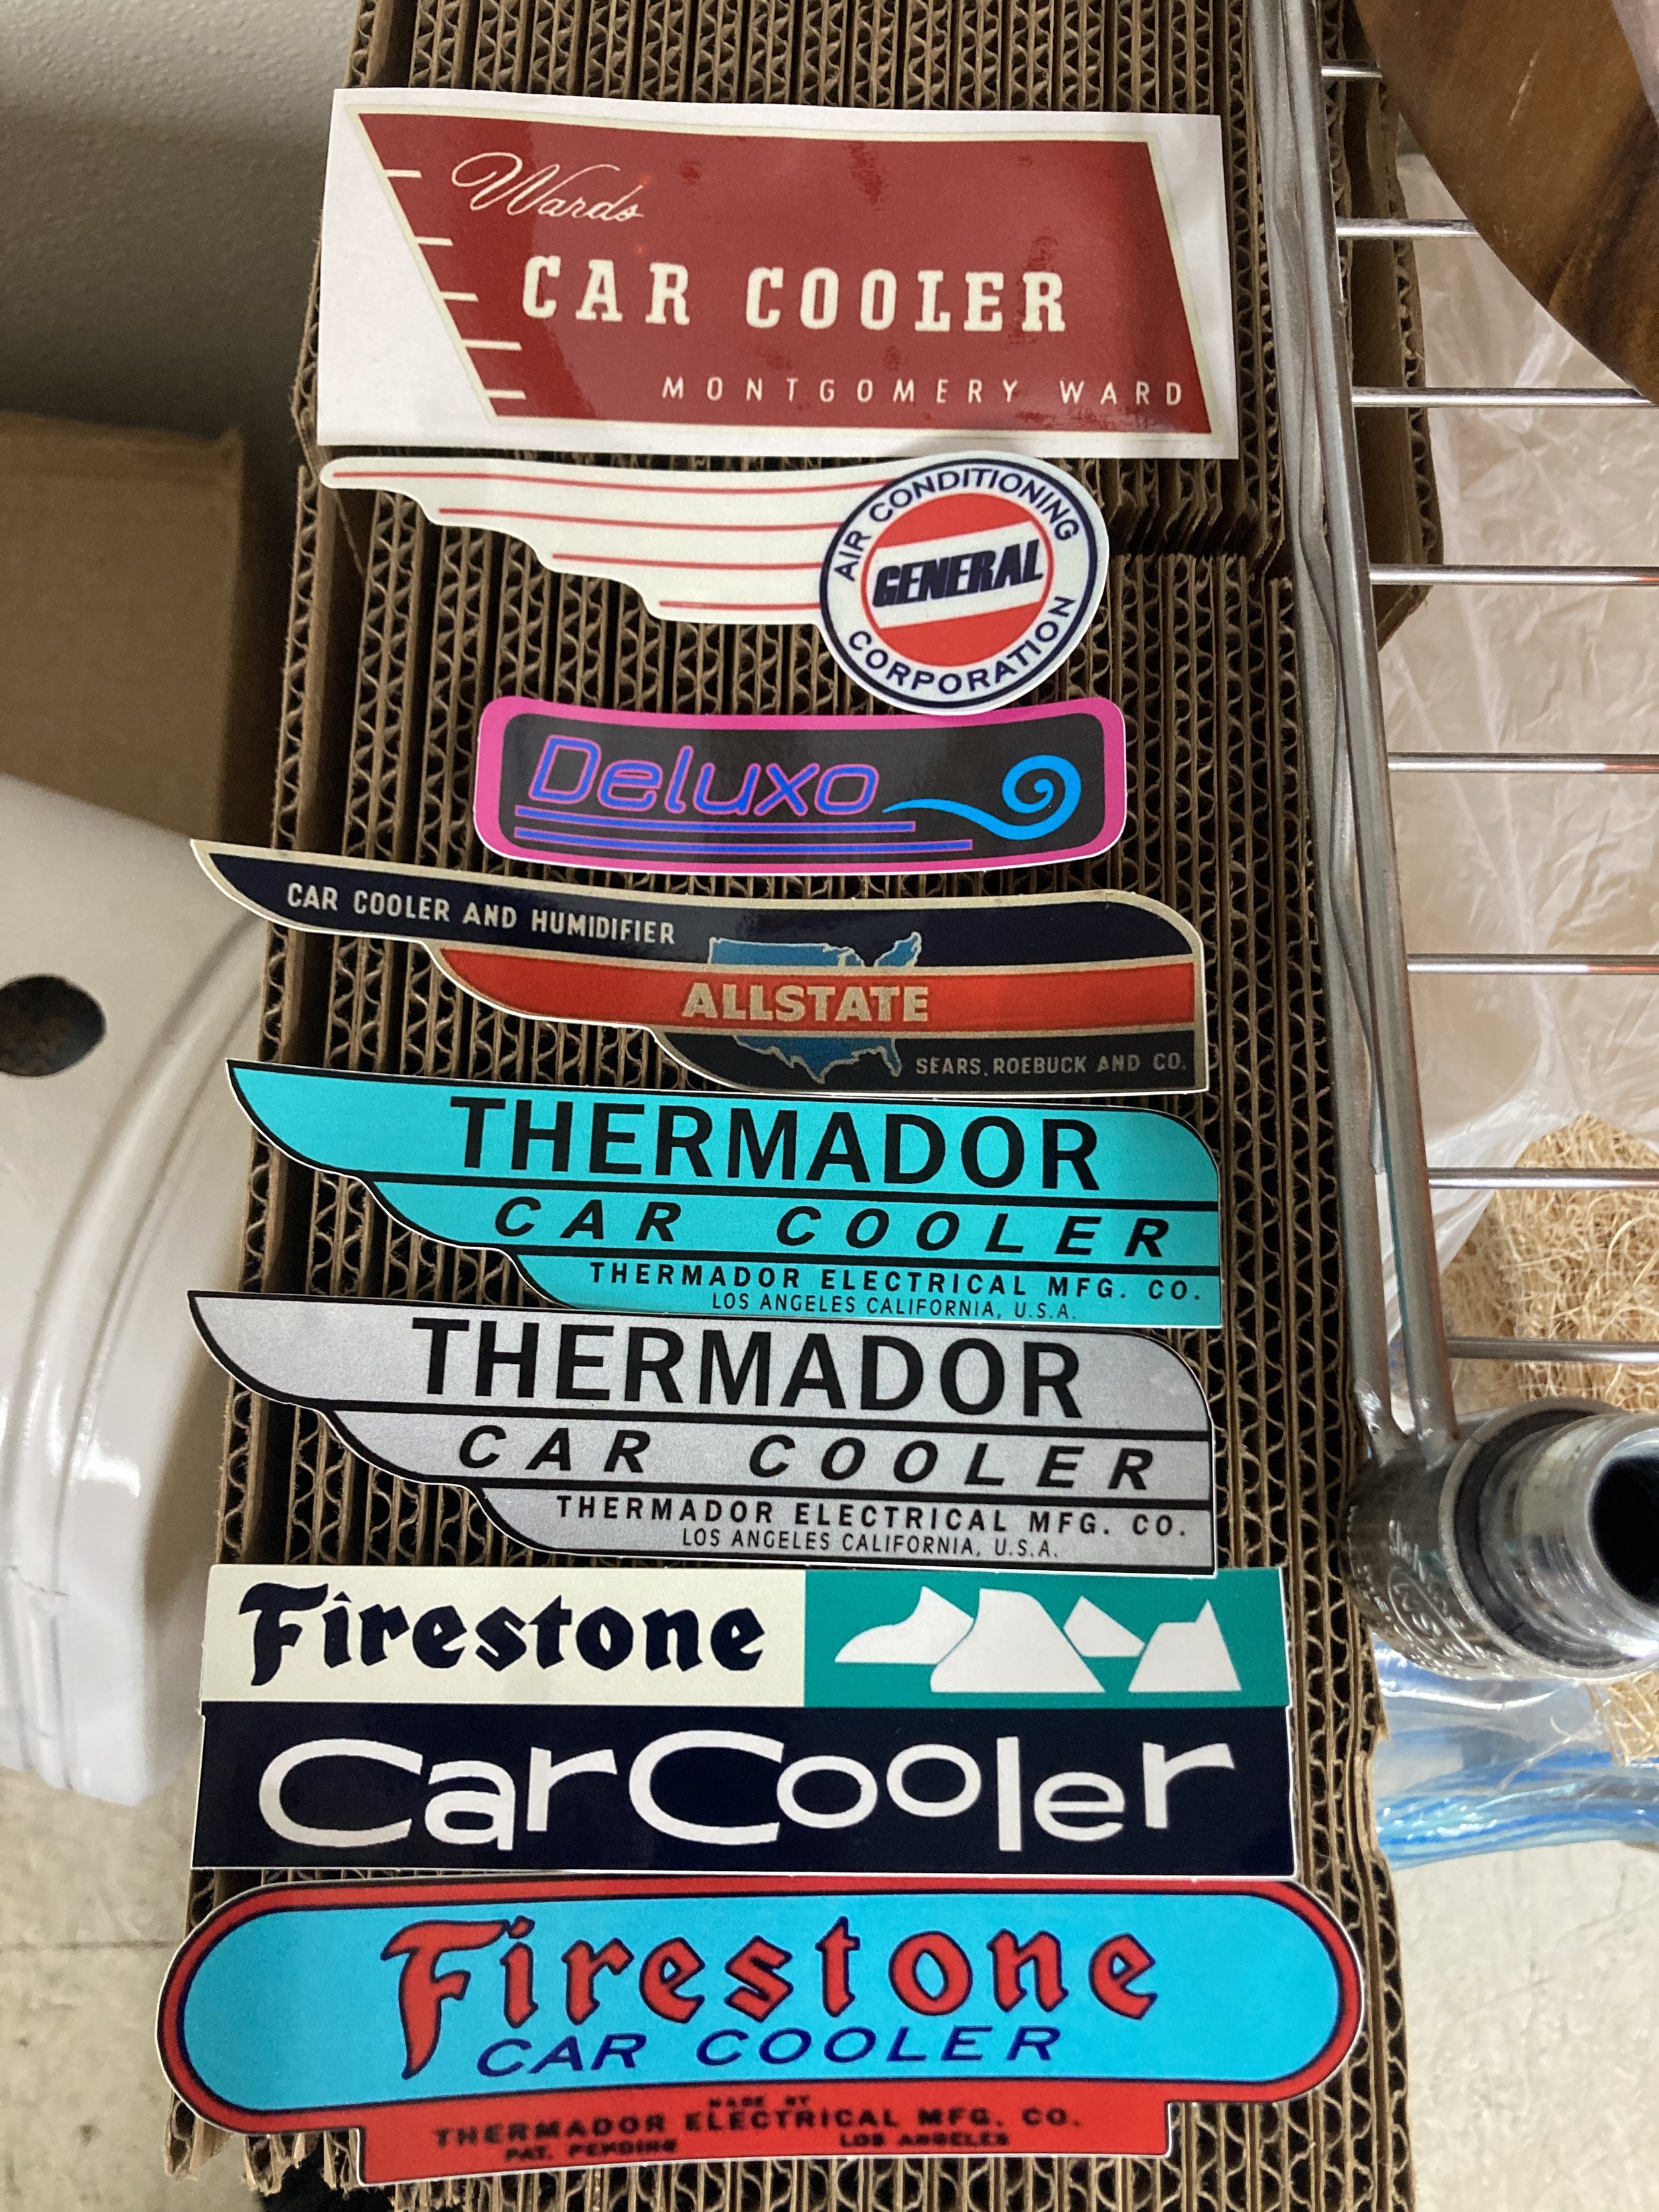 Wards
CAR COOLER
MONTGOMERY WARD
AIR CONDITIONING
GENERAL
CORPORATION
Deluxo
CAR COOLER AND HUMIDIFIER
ALLSTATE
SEARS, ROEBUCK AND CO.
THERMADOR
CAR COOLER
THERMADOR ELECTRICAL MFG. CO.
LOS ANGELES CALIFORNIA, U.S.A.
THERMADOR
CAR COOLER
THERMADOR ELECTRICAL MFG. CO.
LOS ANGELES CALIFORNIA, U.S.A.
Firestone
CarCooler
Firestone
CAR COOLER
MADE BY
THERMADOR ELECTRICAL MFG. CO.
PAT. PENDING LOS ANGELES